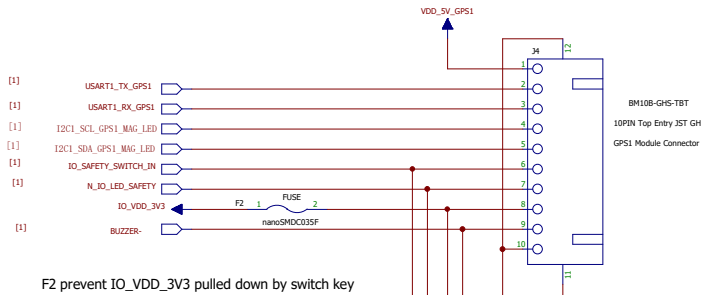 VDD_5V_GPS1
J4
12
1
[1] USART1_TX_GPS1 2
[1] USART1_RX_GPS1 3
[1] I2C1_SCL_GPS1_MAG_LED 4
[1] I2C1_SDA_GPS1_MAG_LED 5
[1] IO_SAFETY_SWITCH_IN 6
[1] N_IO_LED_SAFETY 7
IO_VDD_3V3 F2 1 FUSE 2 8
nanoSMDC035F
[1] BUZZER- 9
10
11
BM10B-GHS-TBT
10PIN Top Entry JST GH
GPS1 Module Connector
F2 prevent IO_VDD_3V3 pulled down by switch key